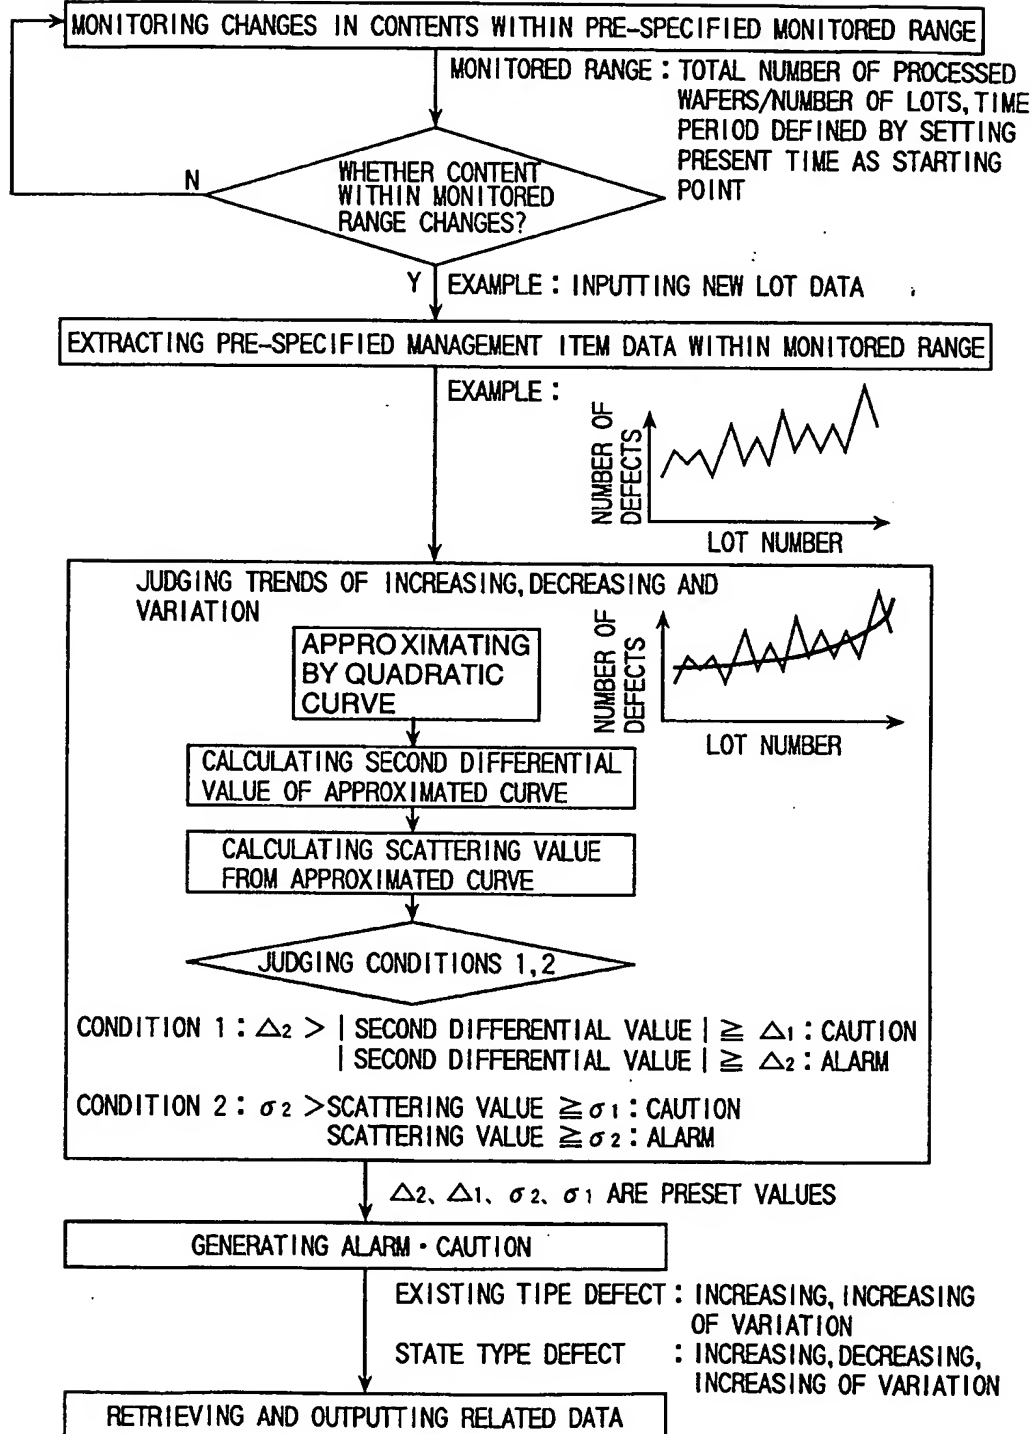 MONITORING CHANGES IN CONTENTS WITHIN PRE-SPECIFIED MONITORED RANGE
MONITORED RANGE : TOTAL NUMBER OF PROCESSED
WAFERS/NUMBER OF LOTS, TIME
PERIOD DEFINED BY SETTING
PRESENT TIME AS STARTING
POINT
N
WHETHER CONTENT
WITHIN MONITORED
RANGE CHANGES?
Y
EXAMPLE : INPUTTING NEW LOT DATA
EXTRACTING PRE-SPECIFIED MANAGEMENT ITEM DATA WITHIN MONITORED RANGE
EXAMPLE :
NUMBER OF
DEFECTS
LOT NUMBER
JUDGING TRENDS OF INCREASING, DECREASING AND
VARIATION
APPROXIMATING
BY QUADRATIC
CURVE
NUMBER OF
DEFECTS
LOT NUMBER
CALCULATING SECOND DIFFERENTIAL
VALUE OF APPROXIMATED CURVE
CALCULATING SCATTERING VALUE
FROM APPROXIMATED CURVE
JUDGING CONDITIONS 1,2
CONDITION 1 : △2 > | SECOND DIFFERENTIAL VALUE | ≧ △1 : CAUTION
| SECOND DIFFERENTIAL VALUE | ≧ △2 : ALARM
CONDITION 2 : σ2 > SCATTERING VALUE ≧ σ1 : CAUTION
SCATTERING VALUE ≧ σ2 : ALARM
△2、△1、σ2、σ1 ARE PRESET VALUES
GENERATING ALARM・CAUTION
EXISTING TIPE DEFECT : INCREASING, INCREASING
OF VARIATION
STATE TYPE DEFECT : INCREASING, DECREASING,
INCREASING OF VARIATION
RETRIEVING AND OUTPUTTING RELATED DATA